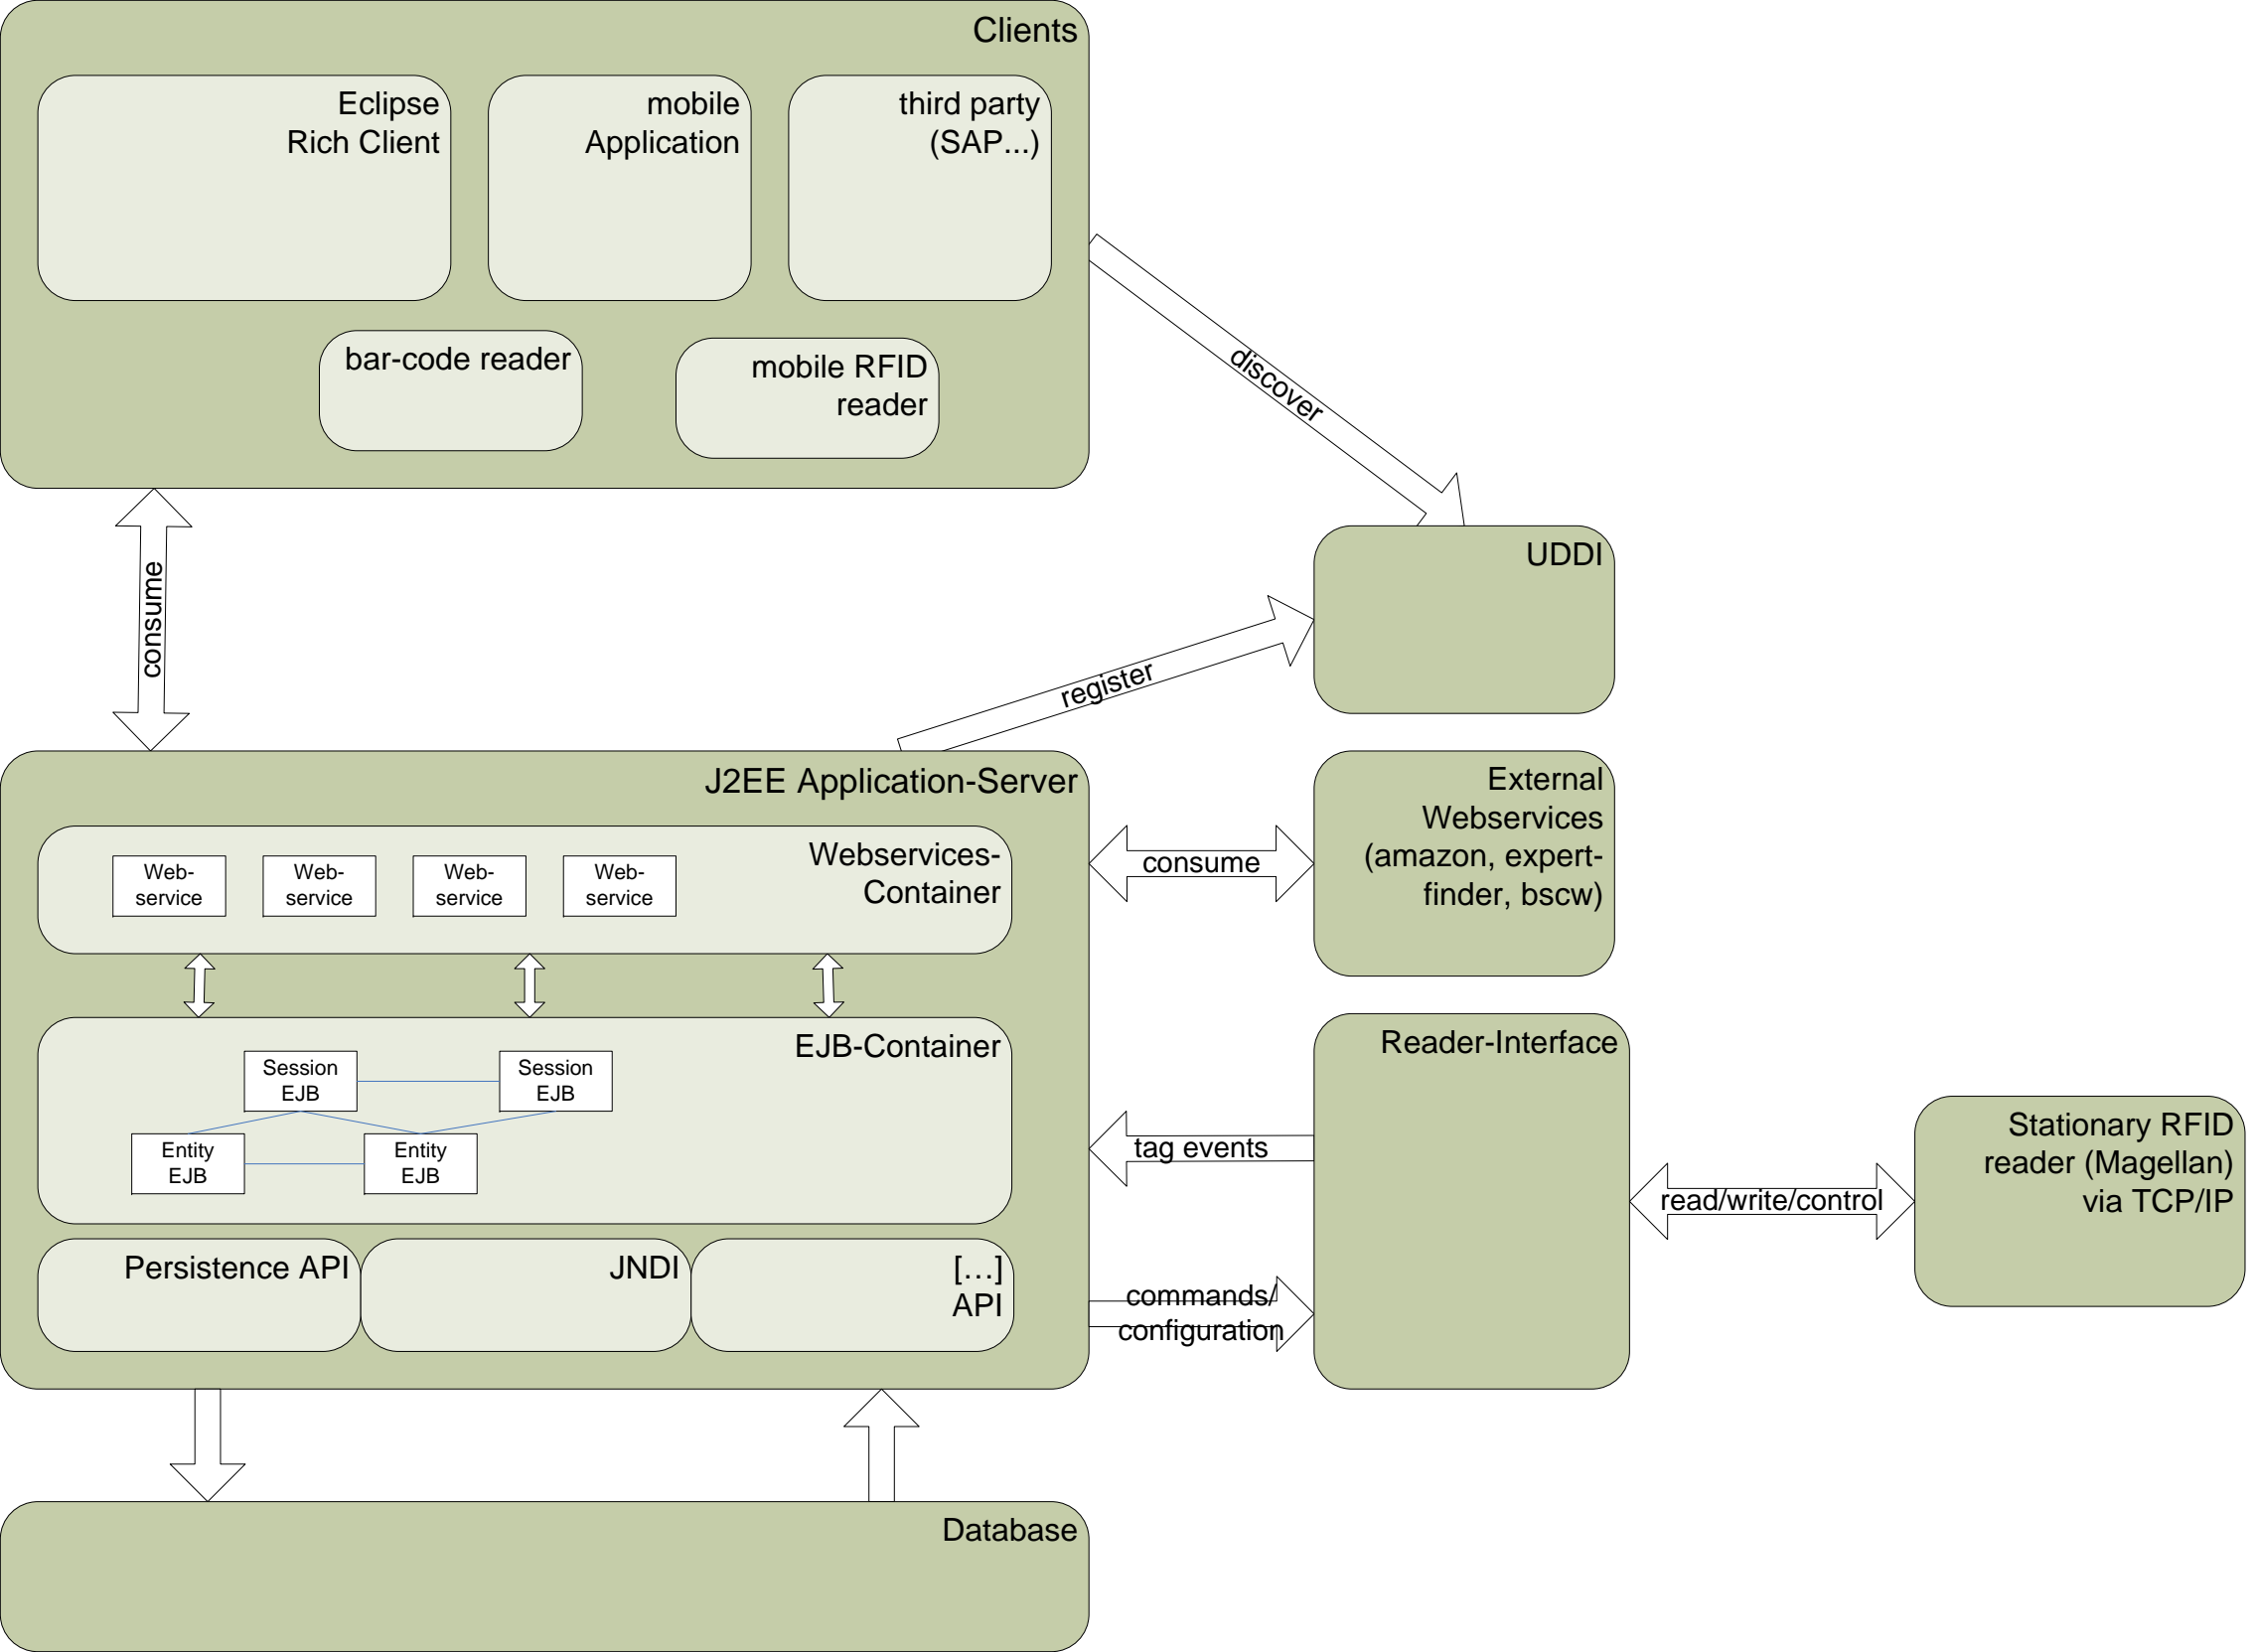 Clients
Eclipse
Rich Client
mobile
Application
third party
(SAP...)
bar-code reader
mobile RFID
reader
discover
consume
UDDI
register
J2EE Application-Server
Webservices-
Container
Web-
service
Web-
service
Web-
service
Web-
service
consume
External
Webservices
(amazon, expert-
finder, bscw)
EJB-Container
Session
EJB
Session
EJB
Entity
EJB
Entity
EJB
Reader-Interface
tag events
read/write/control
Stationary RFID
reader (Magellan)
via TCP/IP
Persistence API
JNDI
[…]
API
commands/
configuration
Database